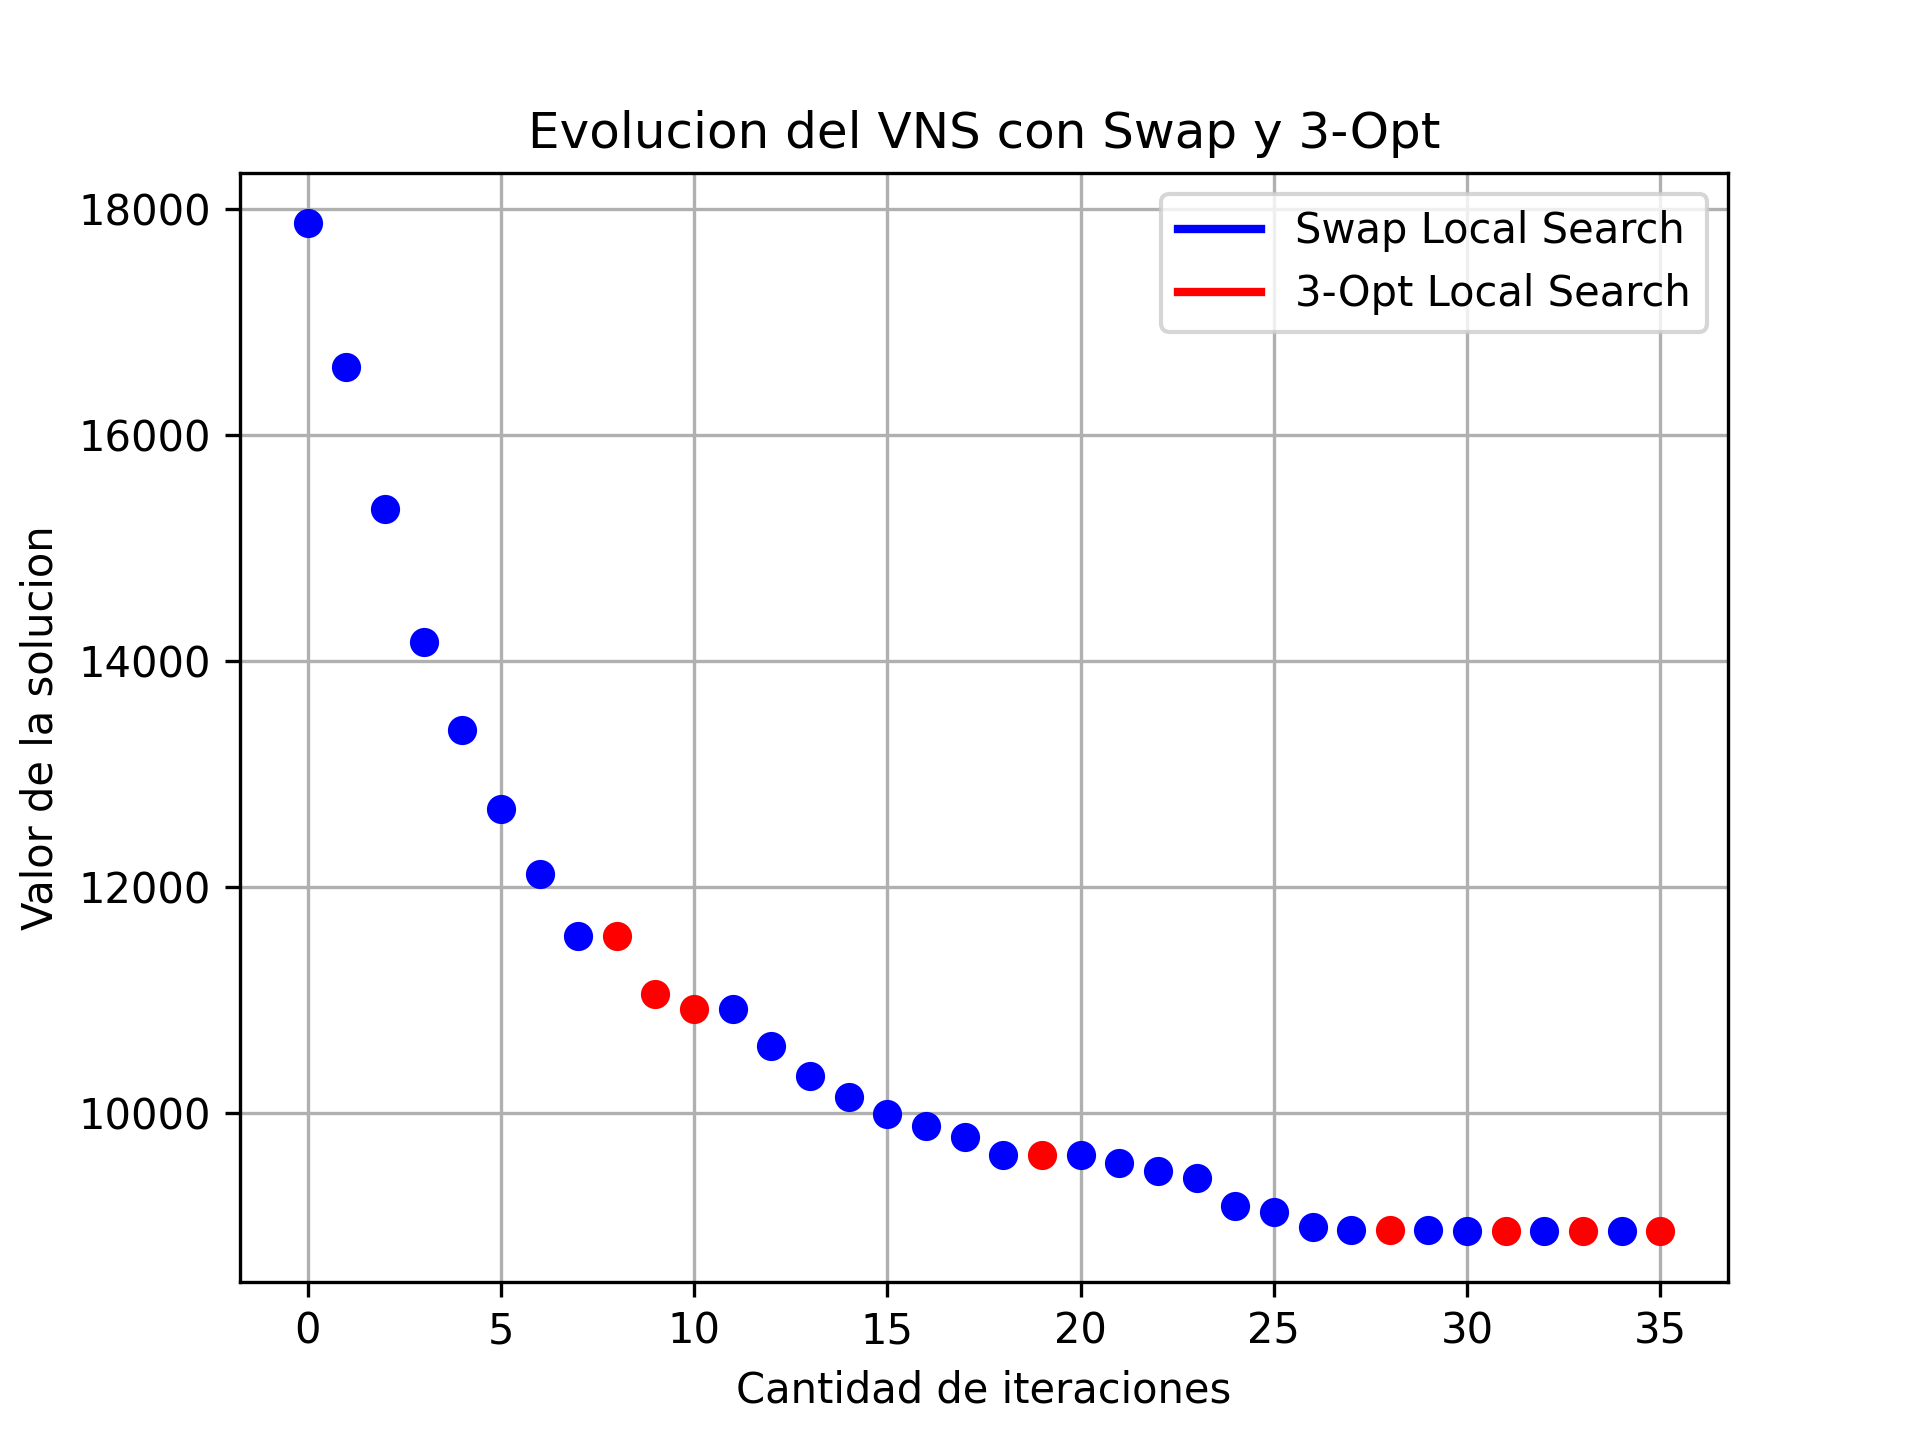 Evolucion del VNS con Swap y 3-Opt
Swap Local Search
3-Opt Local Search
Valor de la solucion
18000
16000
14000
12000
10000
0 5 10 15 20 25 30 35
Cantidad de iteraciones